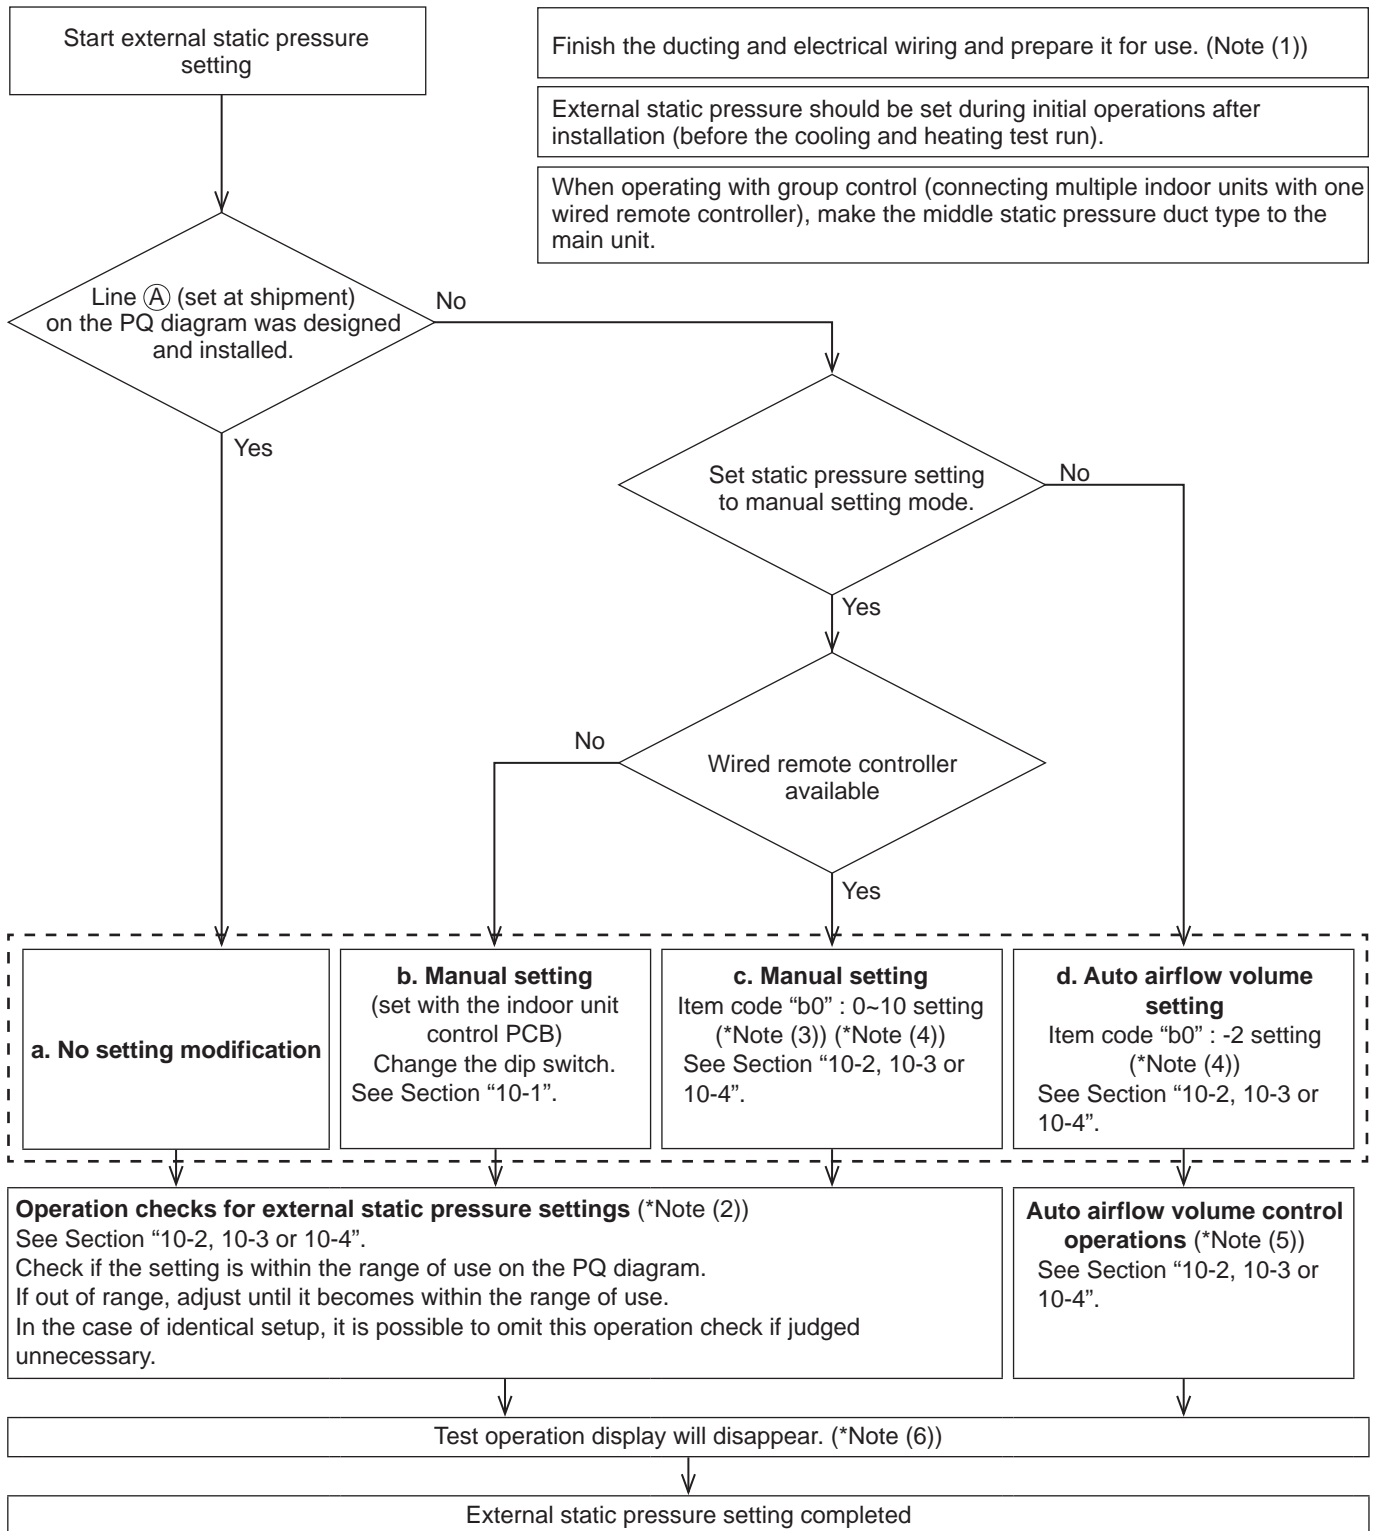 Start external static pressure
setting
Finish the ducting and electrical wiring and prepare it for use. (Note (1))
External static pressure should be set during initial operations after
installation (before the cooling and heating test run).
When operating with group control (connecting multiple indoor units with one
wired remote controller), make the middle static pressure duct type to the
main unit.
Line Ⓐ (set at shipment)
on the PQ diagram was designed
and installed.
No
Yes
Set static pressure setting
to manual setting mode.
No
Yes
Wired remote controller
available
No
Yes
a. No setting modification
b. Manual setting
(set with the indoor unit
control PCB)
Change the dip switch.
See Section “10-1”.
c. Manual setting
Item code “b0” : 0~10 setting
(*Note (3)) (*Note (4))
See Section “10-2, 10-3 or
10-4”.
d. Auto airflow volume
setting
Item code “b0” : -2 setting
(*Note (4))
See Section “10-2, 10-3 or
10-4”.
Operation checks for external static pressure settings (*Note (2))
See Section “10-2, 10-3 or 10-4”.
Check if the setting is within the range of use on the PQ diagram.
If out of range, adjust until it becomes within the range of use.
In the case of identical setup, it is possible to omit this operation check if judged
unnecessary.
Auto airflow volume control
operations (*Note (5))
See Section “10-2, 10-3 or
10-4”.
Test operation display will disappear. (*Note (6))
External static pressure setting completed